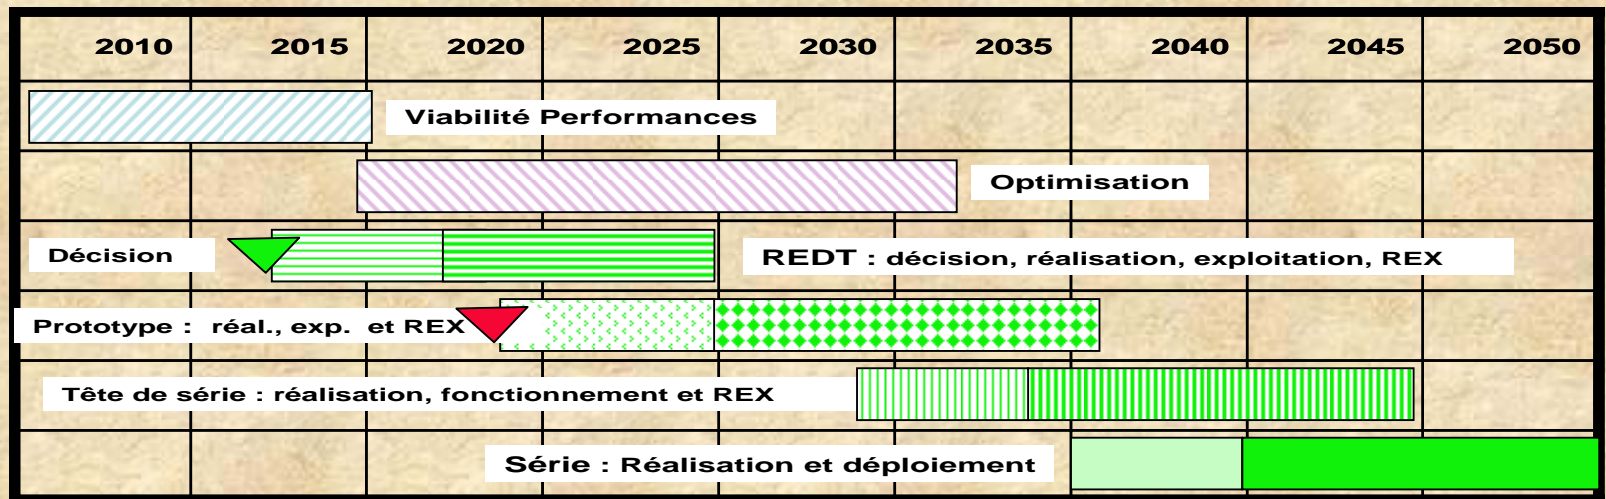 2010 2015 2020 2025 2030 2035 2040 2045 2050
Viabilité Performances
Optimisation
Décision
REDT : décision, réalisation, exploitation, REX
Prototype : réal., exp. et REX
Tête de série : réalisation, fonctionnement et REX
Série : Réalisation et déploiement